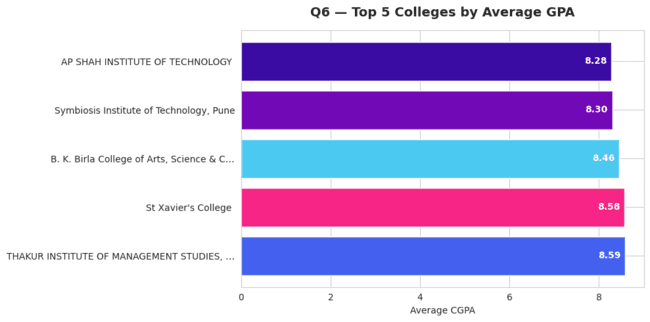 Q6 — Top 5 Colleges by Average GPA
AP SHAH INSTITUTE OF TECHNOLOGY
8.28
Symbiosis Institute of Technology, Pune
8.30
B. K. Birla College of Arts, Science & C...
8.46
St Xavier's College
8.58
THAKUR INSTITUTE OF MANAGEMENT STUDIES, ...
8.59
0 2 4 6 8
Average CGPA